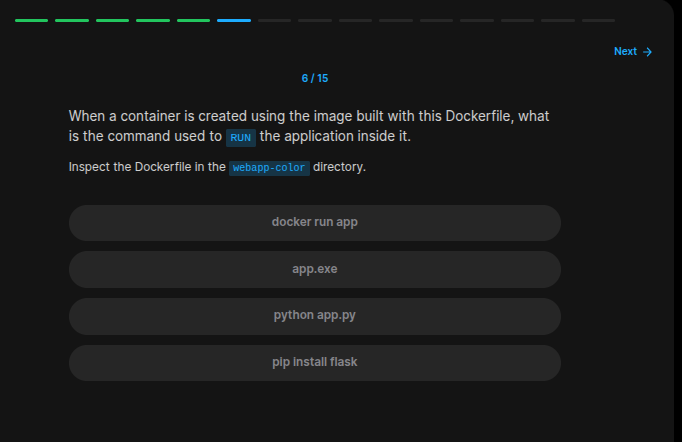 Next →
6 / 15
When a container is created using the image built with this Dockerfile, what
is the command used to RUN the application inside it.
Inspect the Dockerfile in the webapp-color directory.
docker run app
app.exe
python app.py
pip install flask